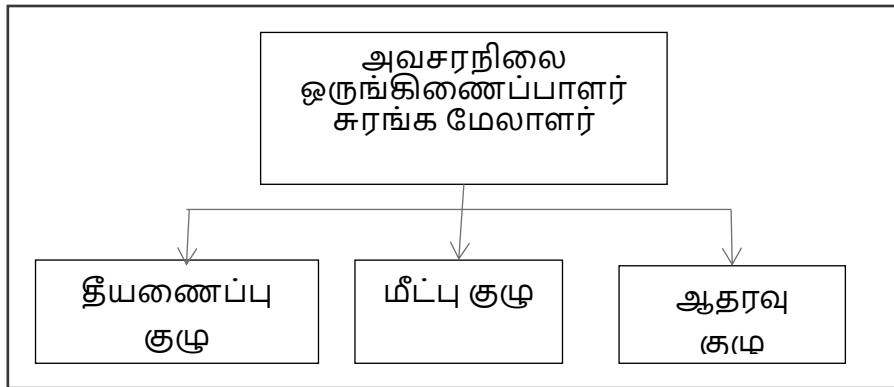 அவசரநிலை
ஒருங்கிணைப்பாளர்
சுரங்க மேலாளர்
தீயணைப்பு
குழு
மீட்பு குழு
ஆதரவு
குழு